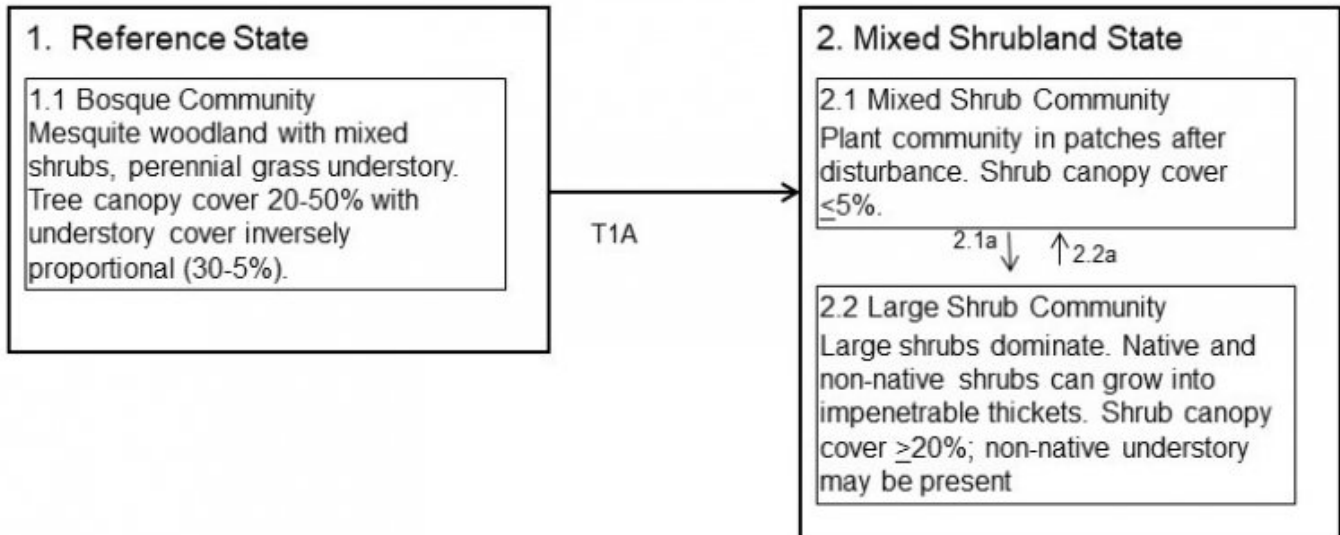 1. Reference State
1.1 Bosque Community
Mesquite woodland with mixed
shrubs, perennial grass understory.
Tree canopy cover 20-50% with
understory cover inversely
proportional (30-5%).
T1A
2. Mixed Shrubland State
2.1 Mixed Shrub Community
Plant community in patches after
disturbance. Shrub canopy cover
≤5%.
2.1a
2.2a
2.2 Large Shrub Community
Large shrubs dominate. Native and
non-native shrubs can grow into
impenetrable thickets. Shrub canopy
cover ≥20%; non-native understory
may be present